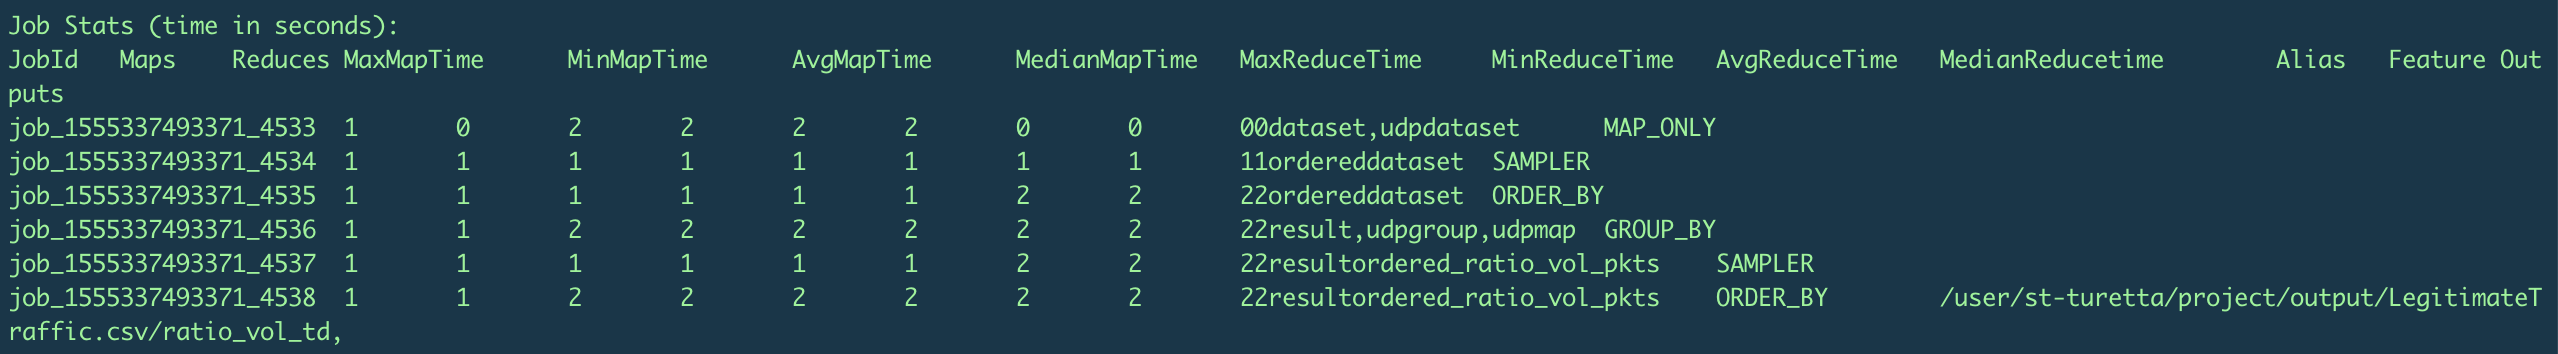 Job Stats (time in seconds):
JobId	Maps	Reduces	MaxMapTime	MinMapTime	AvgMapTime	MedianMapTime	MaxReduceTime	MinReduceTime	AvgReduceTime	MedianReducetime	Alias	Feature	Out
puts
job_1555337493371_4533	1	0	2	2	2	2	0	0	00dataset,udpdataset	MAP_ONLY
job_1555337493371_4534	1	1	1	1	1	1	1	1	11ordereddataset	SAMPLER
job_1555337493371_4535	1	1	1	1	1	1	2	2	22ordereddataset	ORDER_BY
job_1555337493371_4536	1	1	2	2	2	2	2	2	22result,udpgroup,udpmap	GROUP_BY
job_1555337493371_4537	1	1	1	1	1	1	2	2	22resultordered_ratio_vol_pkts	SAMPLER
job_1555337493371_4538	1	1	2	2	2	2	2	2	22resultordered_ratio_vol_pkts	ORDER_BY	/user/st-turetta/project/output/LegitimateT
raffic.csv/ratio_vol_td,